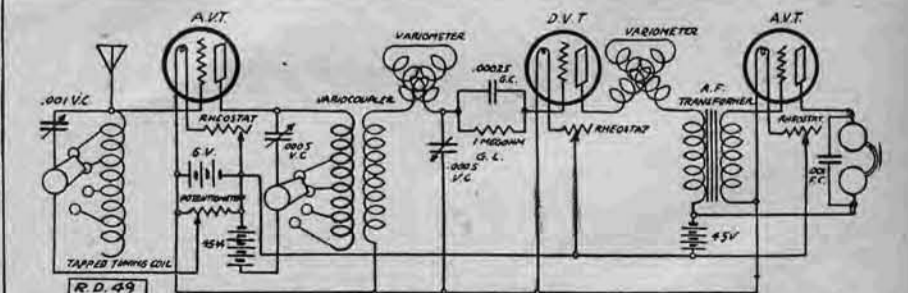 A.V.T.
VARIOMETER
D.V.T
VARIOMETER
A.V.T.
.001 V.C.
RHEOSTAT
VARIOCOUPLER
.00025
G.C.
1 MEGOHM
G.L.
RHEOSTAT
A.F.
TRANSFORMER
RHEOSTAT
6 V.
.0005
V.C
.0005
V.C.
.001
F.C.
POTENTIOMETER
45V.
45V
TAPPED TUNING COIL
R.D. 49